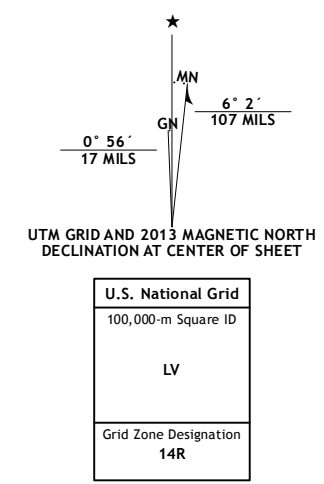 ★
MN
6° 2´
107 MILS
GN
0° 56´
17 MILS
UTM GRID AND 2013 MAGNETIC NORTH
DECLINATION AT CENTER OF SHEET
U.S. National Grid
100,000-m Square ID
LV
Grid Zone Designation
14R